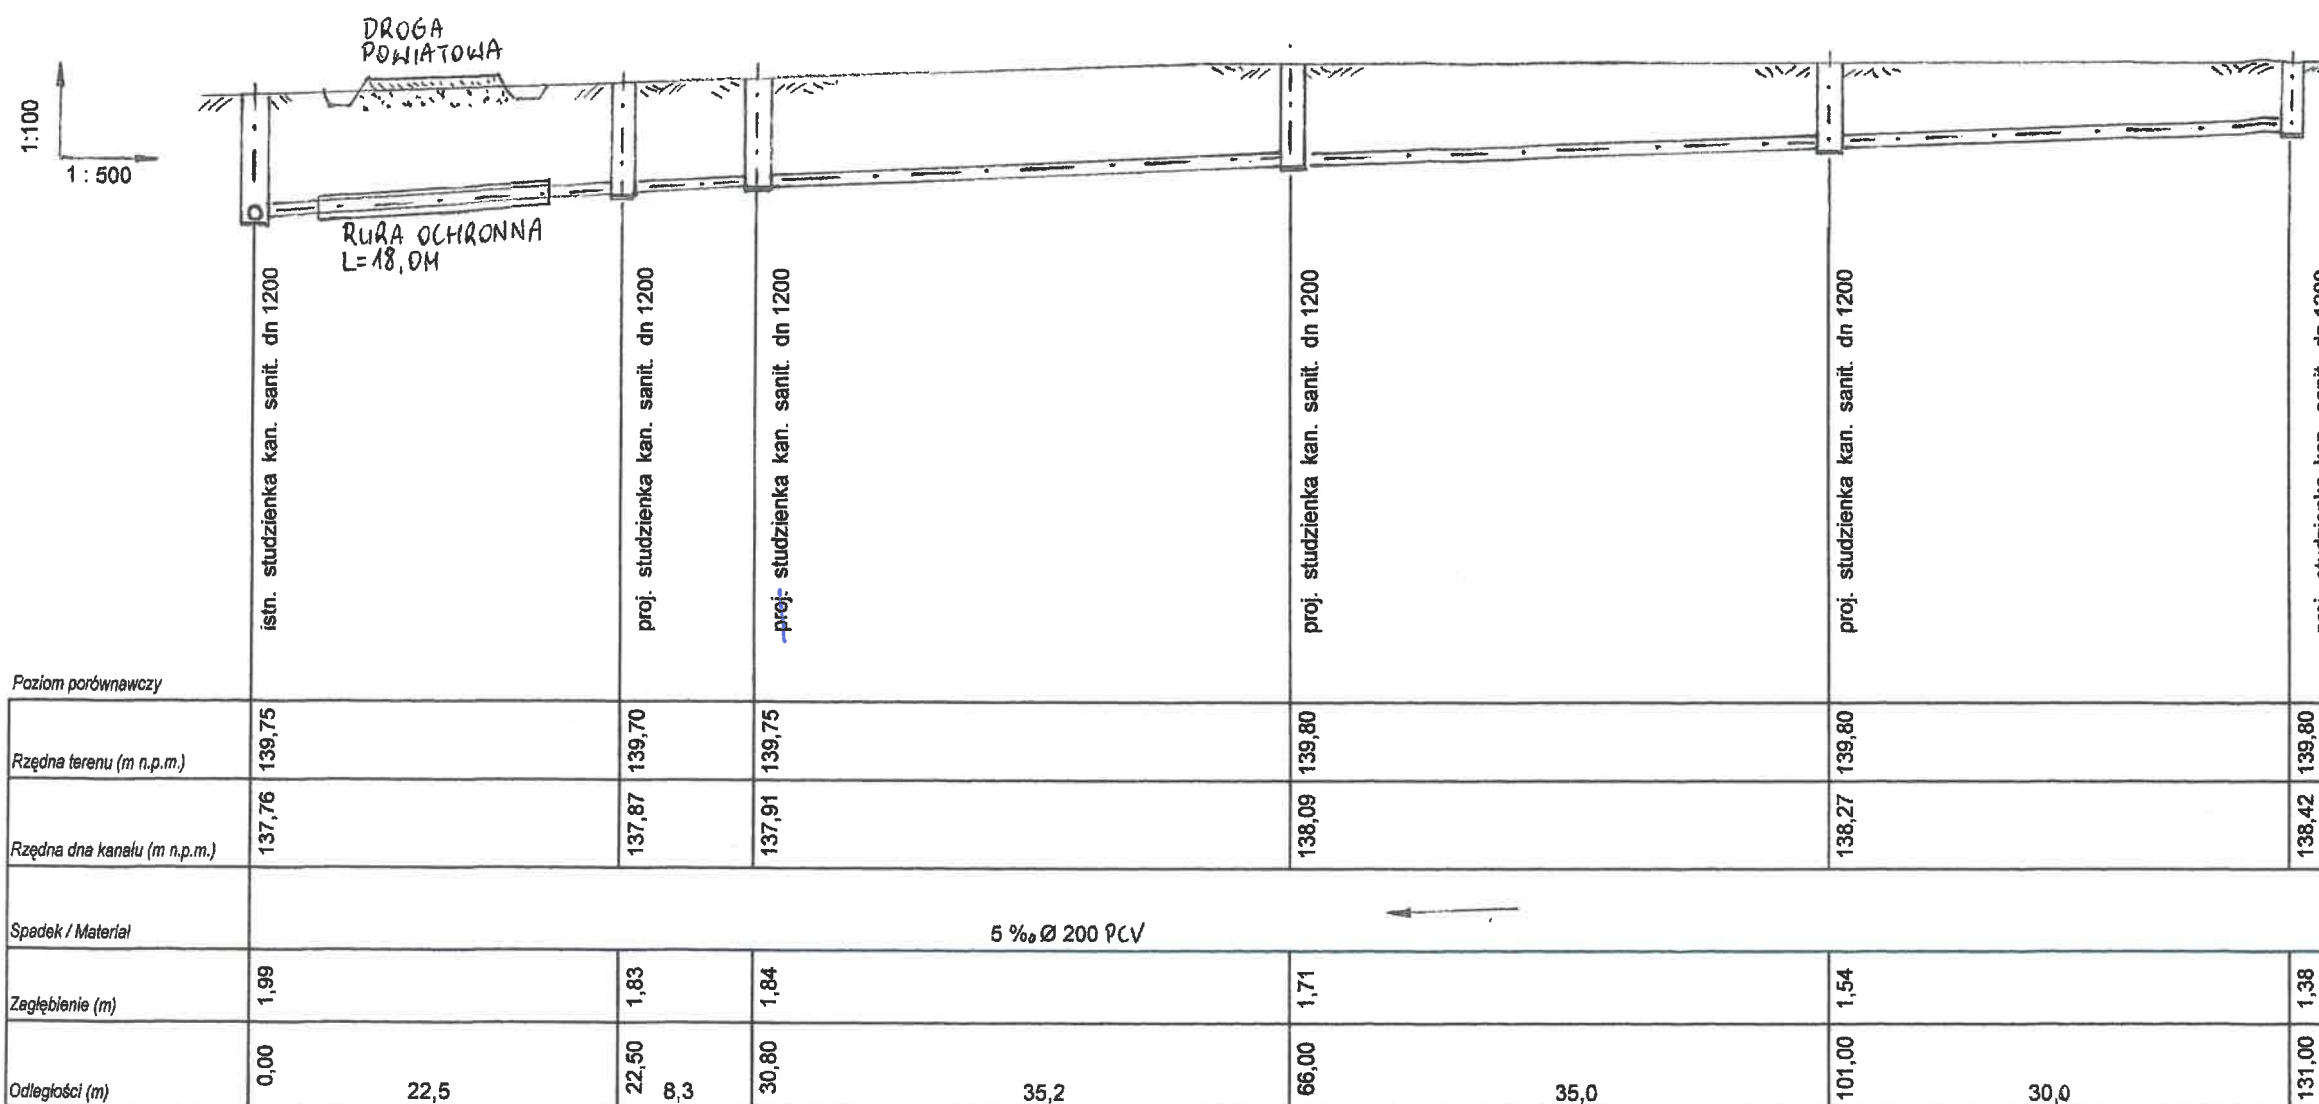 DROGA
POWIATOWA
1:100
1 : 500
RURA OCHRONNA
L=18,0M
istn. studzienka kan. sanit. dn 1200
proj. studzienka kan. sanit. dn 1200
proj. studzienka kan. sanit. dn 1200
proj. studzienka kan. sanit. dn 1200
proj. studzienka kan. sanit. dn 1200
Poziom porównawczy
Rzędna terenu (m n.p.m.) 139,75 139,70 139,75 139,80 139,80 139,80
Rzędna dna kanału (m n.p.m.) 137,76 137,87 137,91 138,09 138,27 138,42
Spadek / Materiał 5 ‰ Ø 200 PCV
Zagłębienie (m) 1,99 1,83 1,84 1,71 1,54 1,38
Odległości (m) 0,00 22,5 22,50 8,3 30,80 35,2 66,00 35,0 101,00 30,0 131,00